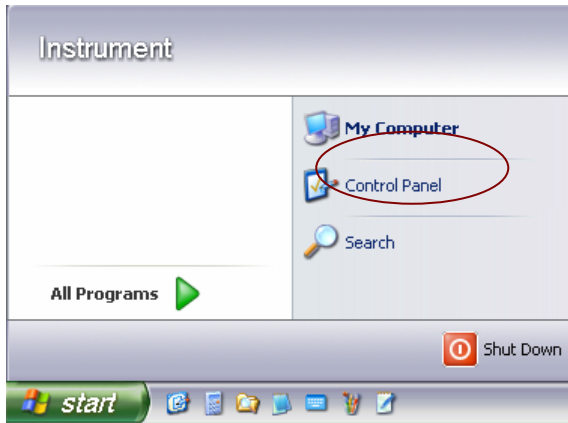 Instrument
My Computer
Control Panel
Search
All Programs
Shut Down
start